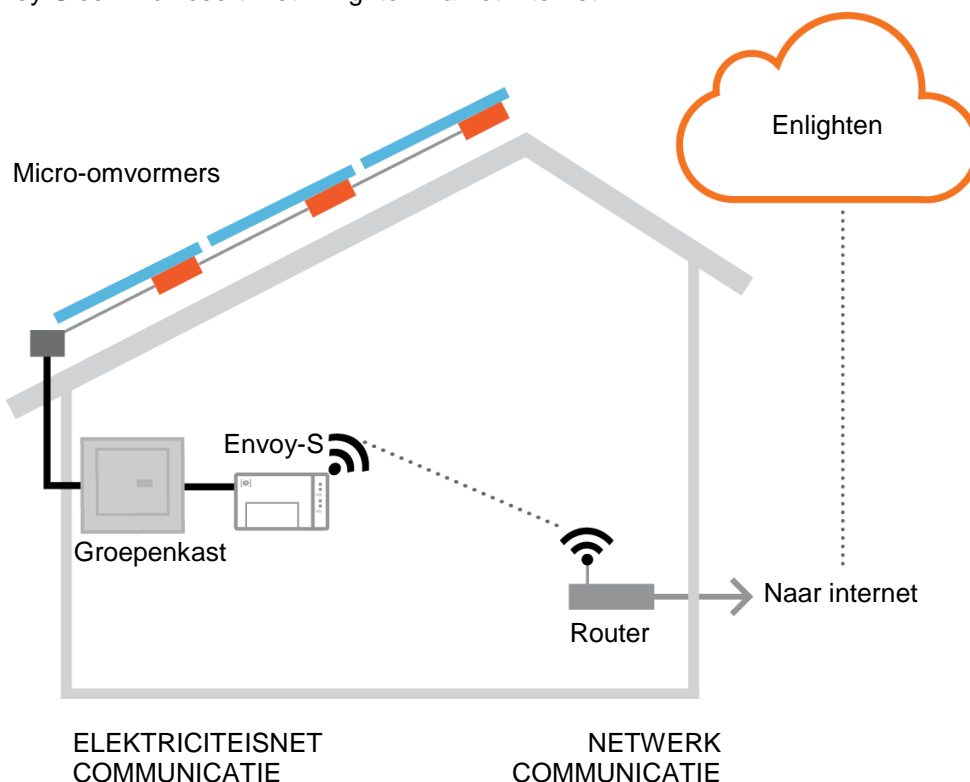 Enlighten
Micro-omvormers
Envoy-S
Groepenkast
Naar internet
Router
ELEKTRICITEISNET
COMMUNICATIE
NETWERK
COMMUNICATIE